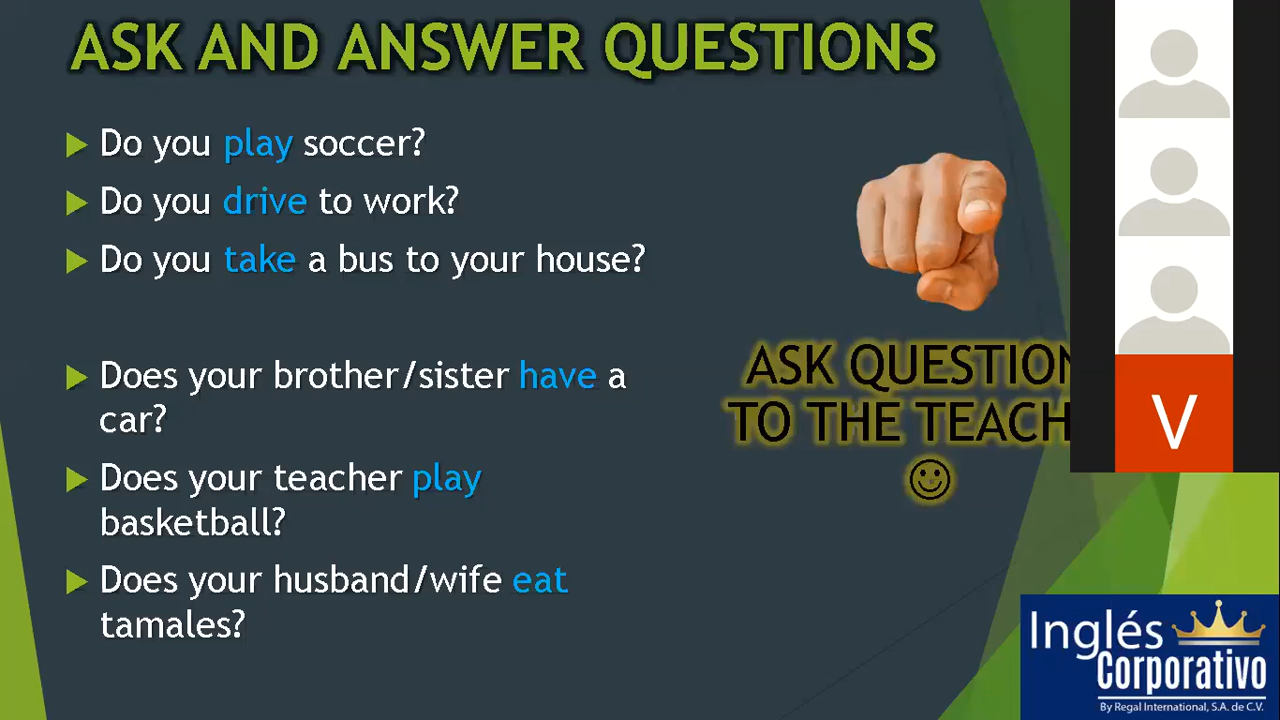 ASK AND ANSWER QUESTIONS
Do you play soccer?
Do you drive to work?
Do you take a bus to your house?
Does your brother/sister have a
car?
Does your teacher play
basketball?
Does your husband/wife eat
tamales?
ASK QUESTION
TO THE TEACH
V
Inglés
Corporativo
By Regal International, S.A. de C.V.